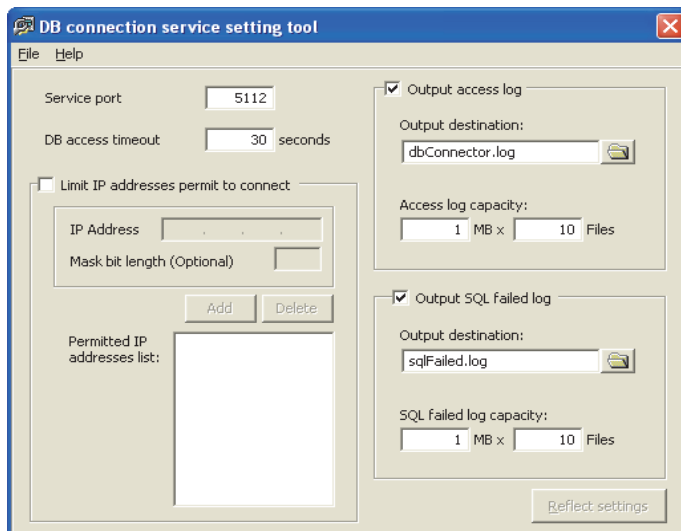 DB connection service setting tool
File Help
Service port 5112
DB access timeout 30 seconds
Limit IP addresses permit to connect
IP Address . . .
Mask bit length (Optional)
Add Delete
Permitted IP
addresses list:
Output access log
Output destination:
dbConnector.log
Access log capacity:
1 MB x 10 Files
Output SQL failed log
Output destination:
sqlFailed.log
SQL failed log capacity:
1 MB x 10 Files
Reflect settings